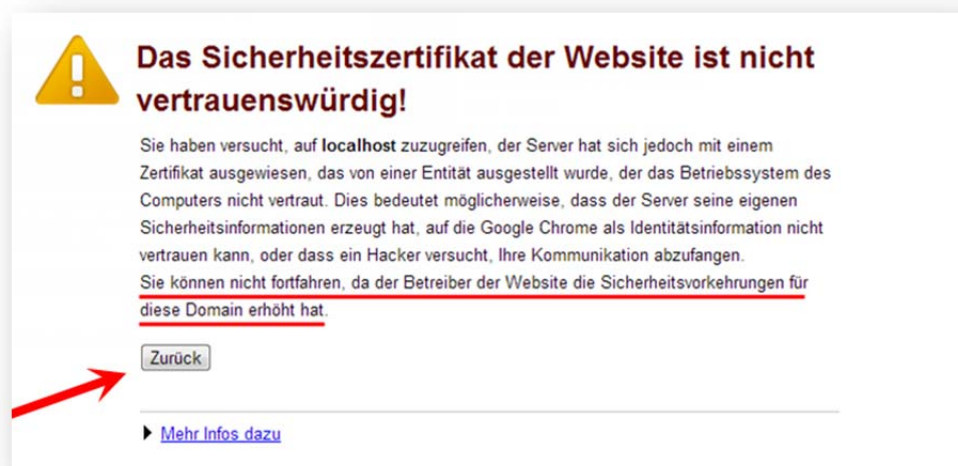 Das Sicherheitszertifikat der Website ist nicht
vertrauenswürdig!
Sie haben versucht, auf localhost zuzugreifen, der Server hat sich jedoch mit einem
Zertifikat ausgewiesen, das von einer Entität ausgestellt wurde, der das Betriebssystem des
Computers nicht vertraut. Dies bedeutet möglicherweise, dass der Server seine eigenen
Sicherheitsinformationen erzeugt hat, auf die Google Chrome als Identitätsinformation nicht
vertrauen kann, oder dass ein Hacker versucht, Ihre Kommunikation abzufangen.
Sie können nicht fortfahren, da der Betreiber der Website die Sicherheitsvorkehrungen für
diese Domain erhöht hat.
Zurück
Mehr Infos dazu